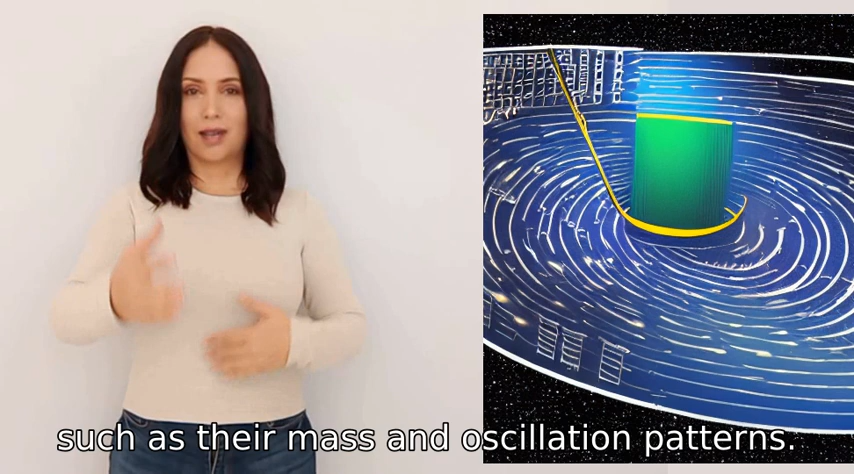 such as their mass and oscillation patterns.